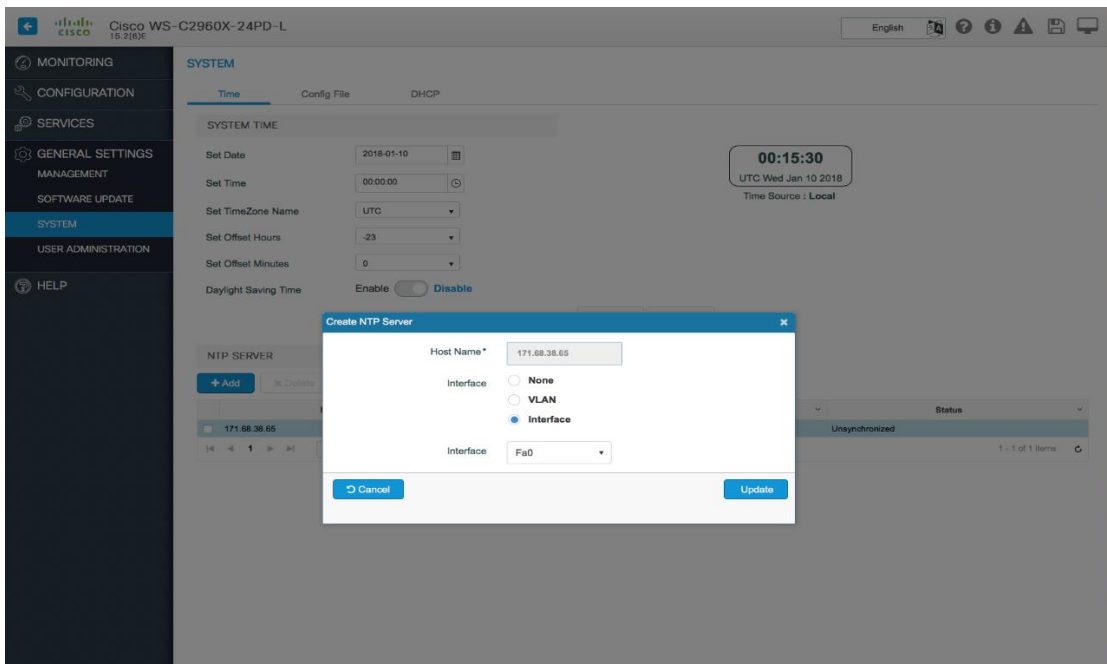 cisco
Cisco WS-C2960X-24PD-L
15.2(6)E
English
MONITORING
CONFIGURATION
SERVICES
GENERAL SETTINGS
MANAGEMENT
SOFTWARE UPDATE
SYSTEM
USER ADMINISTRATION
HELP
SYSTEM
Time
Config File
DHCP
SYSTEM TIME
Set Date
2018-01-10
Set Time
00:00:00
Set TimeZone Name
UTC
Set Offset Hours
-23
Set Offset Minutes
0
Daylight Saving Time
Enable
Disable
00:15:30
UTC Wed Jan 10 2018
Time Source : Local
Create NTP Server
Host Name*
171.68.38.65
Interface
None
VLAN
Interface
Interface
Fa0
Cancel
Update
NTP SERVER
Add
Delete
Status
171.68.38.65
Unsynchronized
1
1 - 1 of 1 items